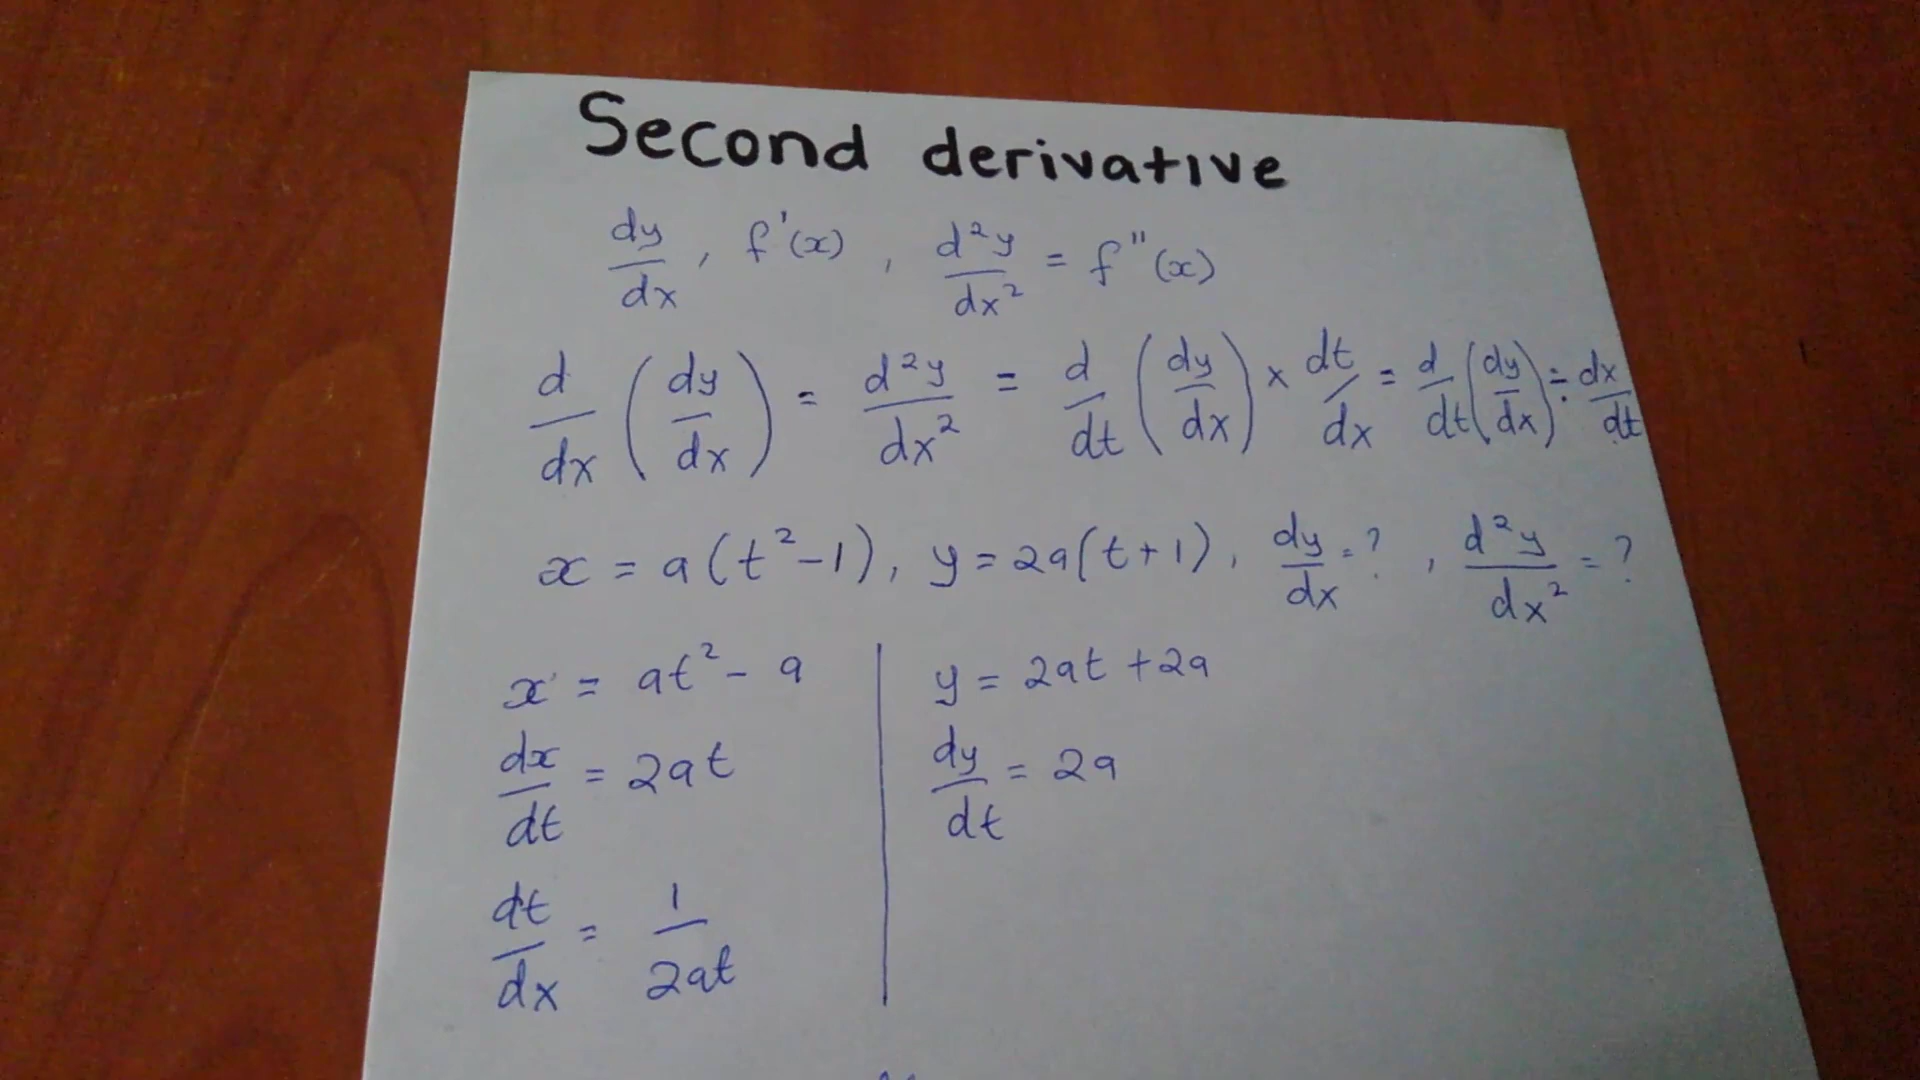 Second derivative
dy/dx , f'(x) , d²y/dx² = f"(x)
d/dx (dy/dx) = d²y/dx² = d/dt (dy/dx) × dt/dx = d/dt (dy/dx) ÷ dx/dt
x = a(t²-1), y = 2a(t+1), dy/dx = ? , d²y/dx² = ?
x = at² - a
dx/dt = 2at
dt/dx = 1/2at
y = 2at + 2a
dy/dt = 2a